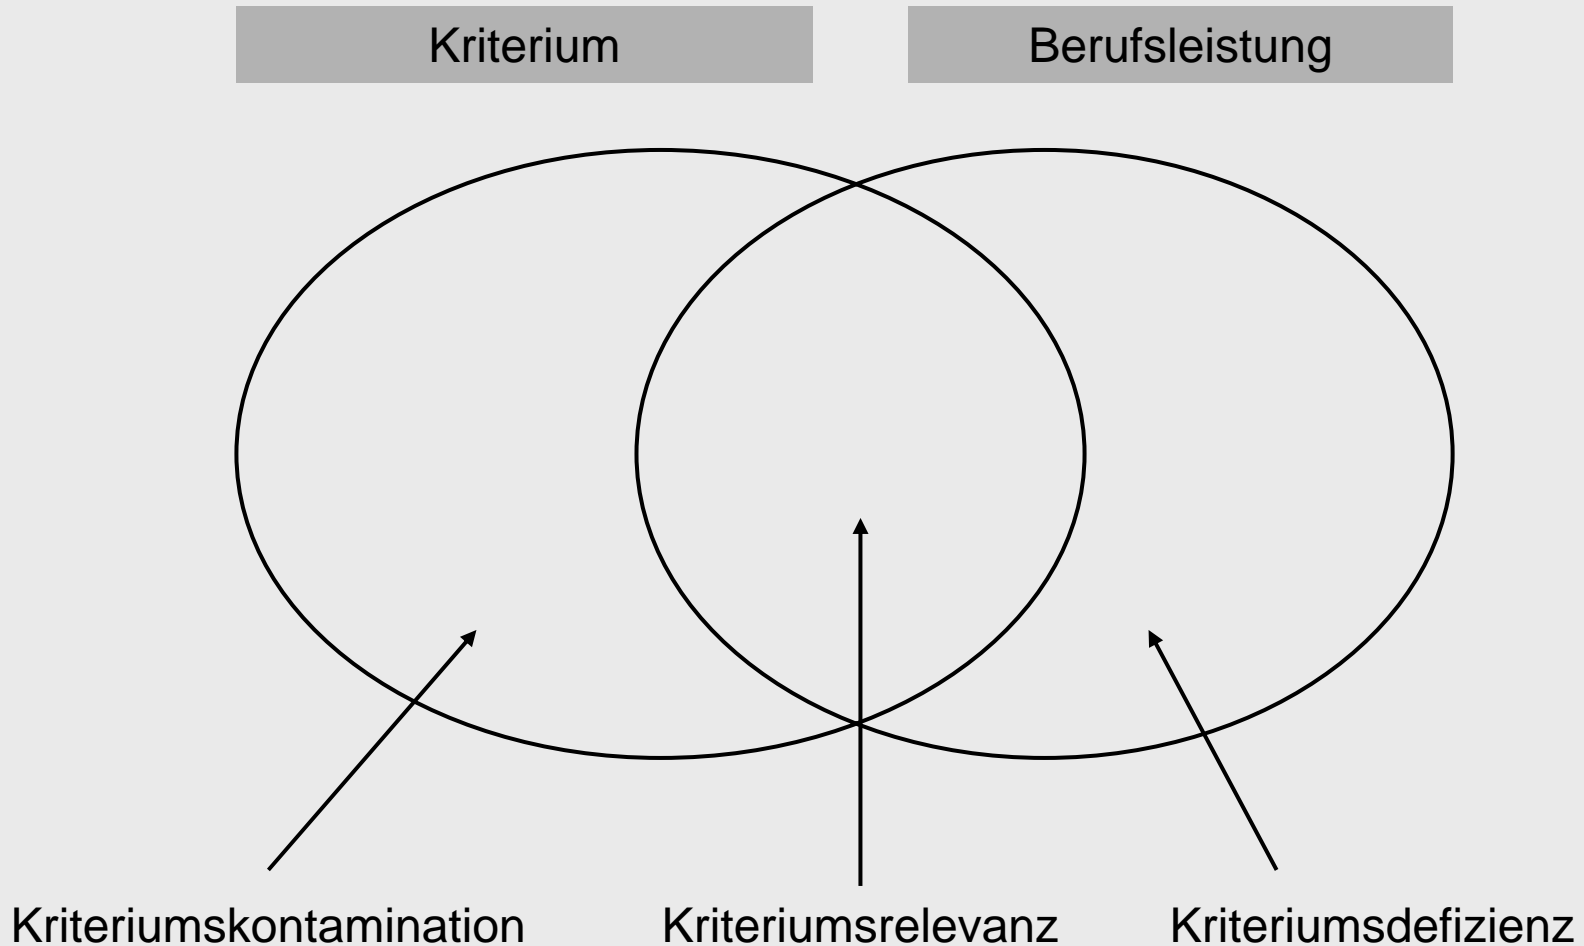 Kriterium
Berufsleistung
Kriteriumskontamination
Kriteriumsrelevanz
Kriteriumsdefizienz